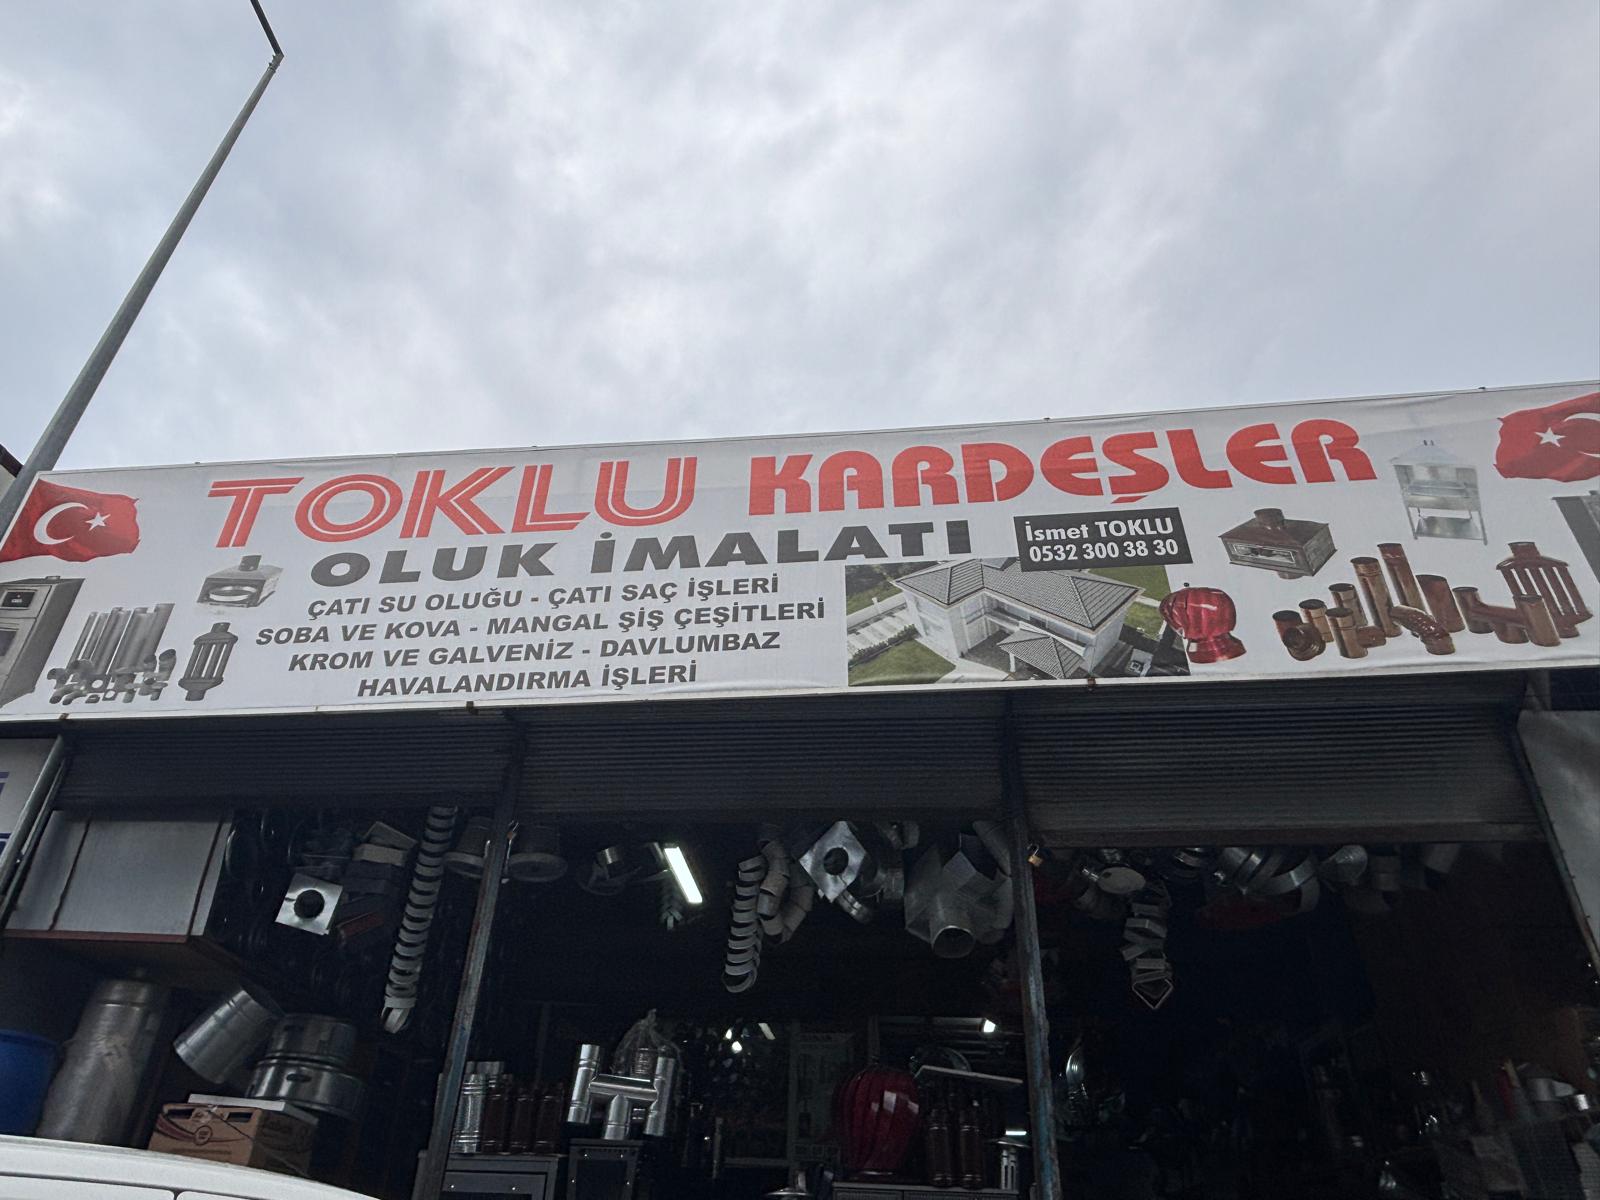 TOKLU KARDEŞLER
OLUK İMALATI
İsmet TOKLU
0532 300 38 30
ÇATI SU OLUĞU - ÇATI SAÇ İŞLERİ
SOBA VE KOVA - MANGAL ŞİŞ ÇEŞİTLERİ
KROM VE GALVENİZ - DAVLUMBAZ
HAVALANDIRMA İŞLERİ